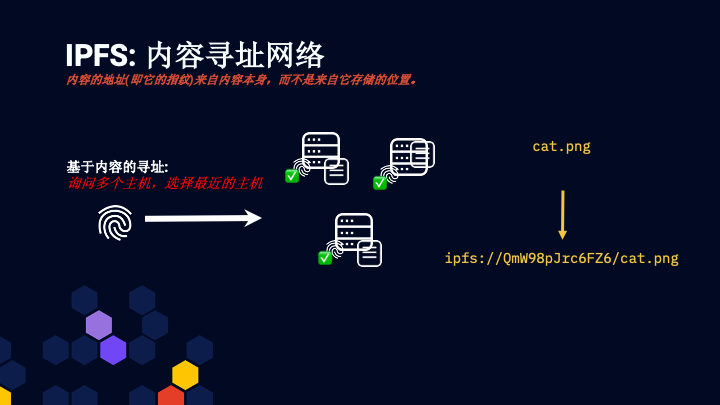 IPFS: 内容寻址网络
内容的地址(即它的指纹)来自内容本身，而不是来自它存储的位置。
基于内容的寻址:
询问多个主机，选择最近的主机
cat.png
ipfs://QmW98pJrc6FZ6/cat.png